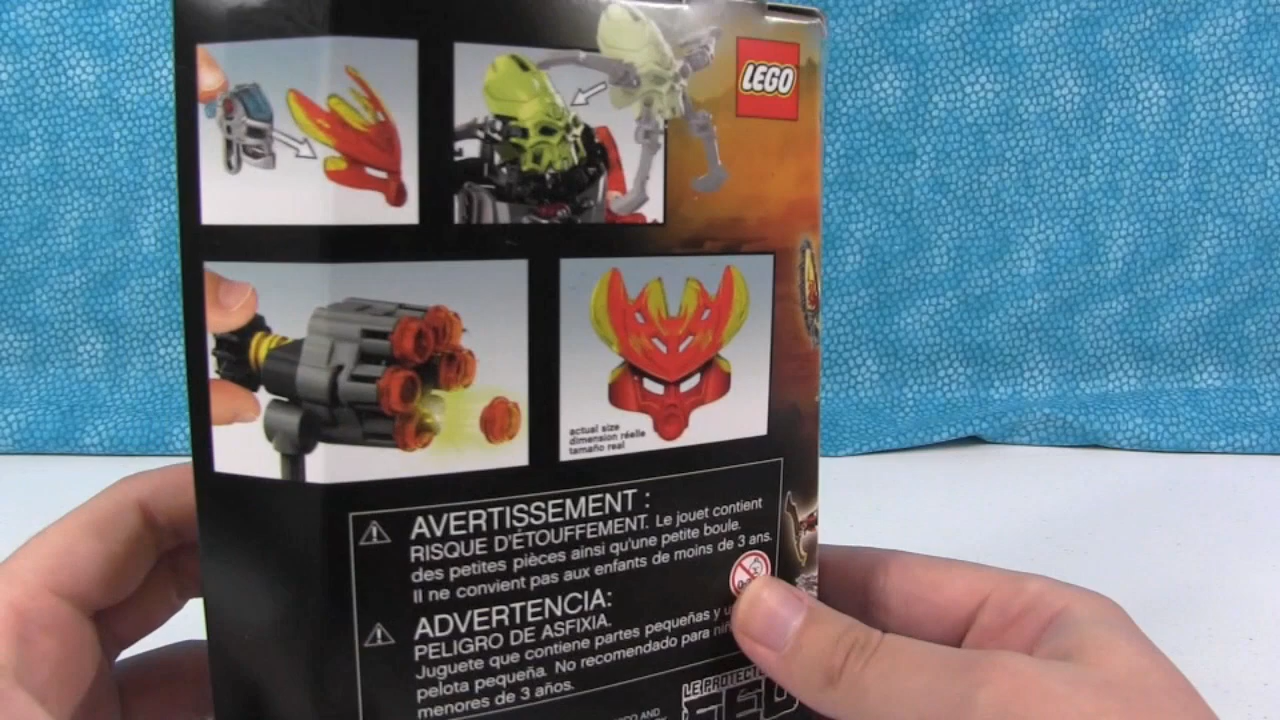 LEGO
actual size
dimension réelle
tamaño real
AVERTISSEMENT :
RISQUE D'ÉTOUFFEMENT. Le jouet contient
des petites pièces ainsi qu'une petite boule.
Il ne convient pas aux enfants de moins de 3 ans.
ADVERTENCIA:
PELIGRO DE ASFIXIA.
Juguete que contiene partes pequeñas y
pelota pequeña. No recomendado para
menores de 3 años.
AND
LE